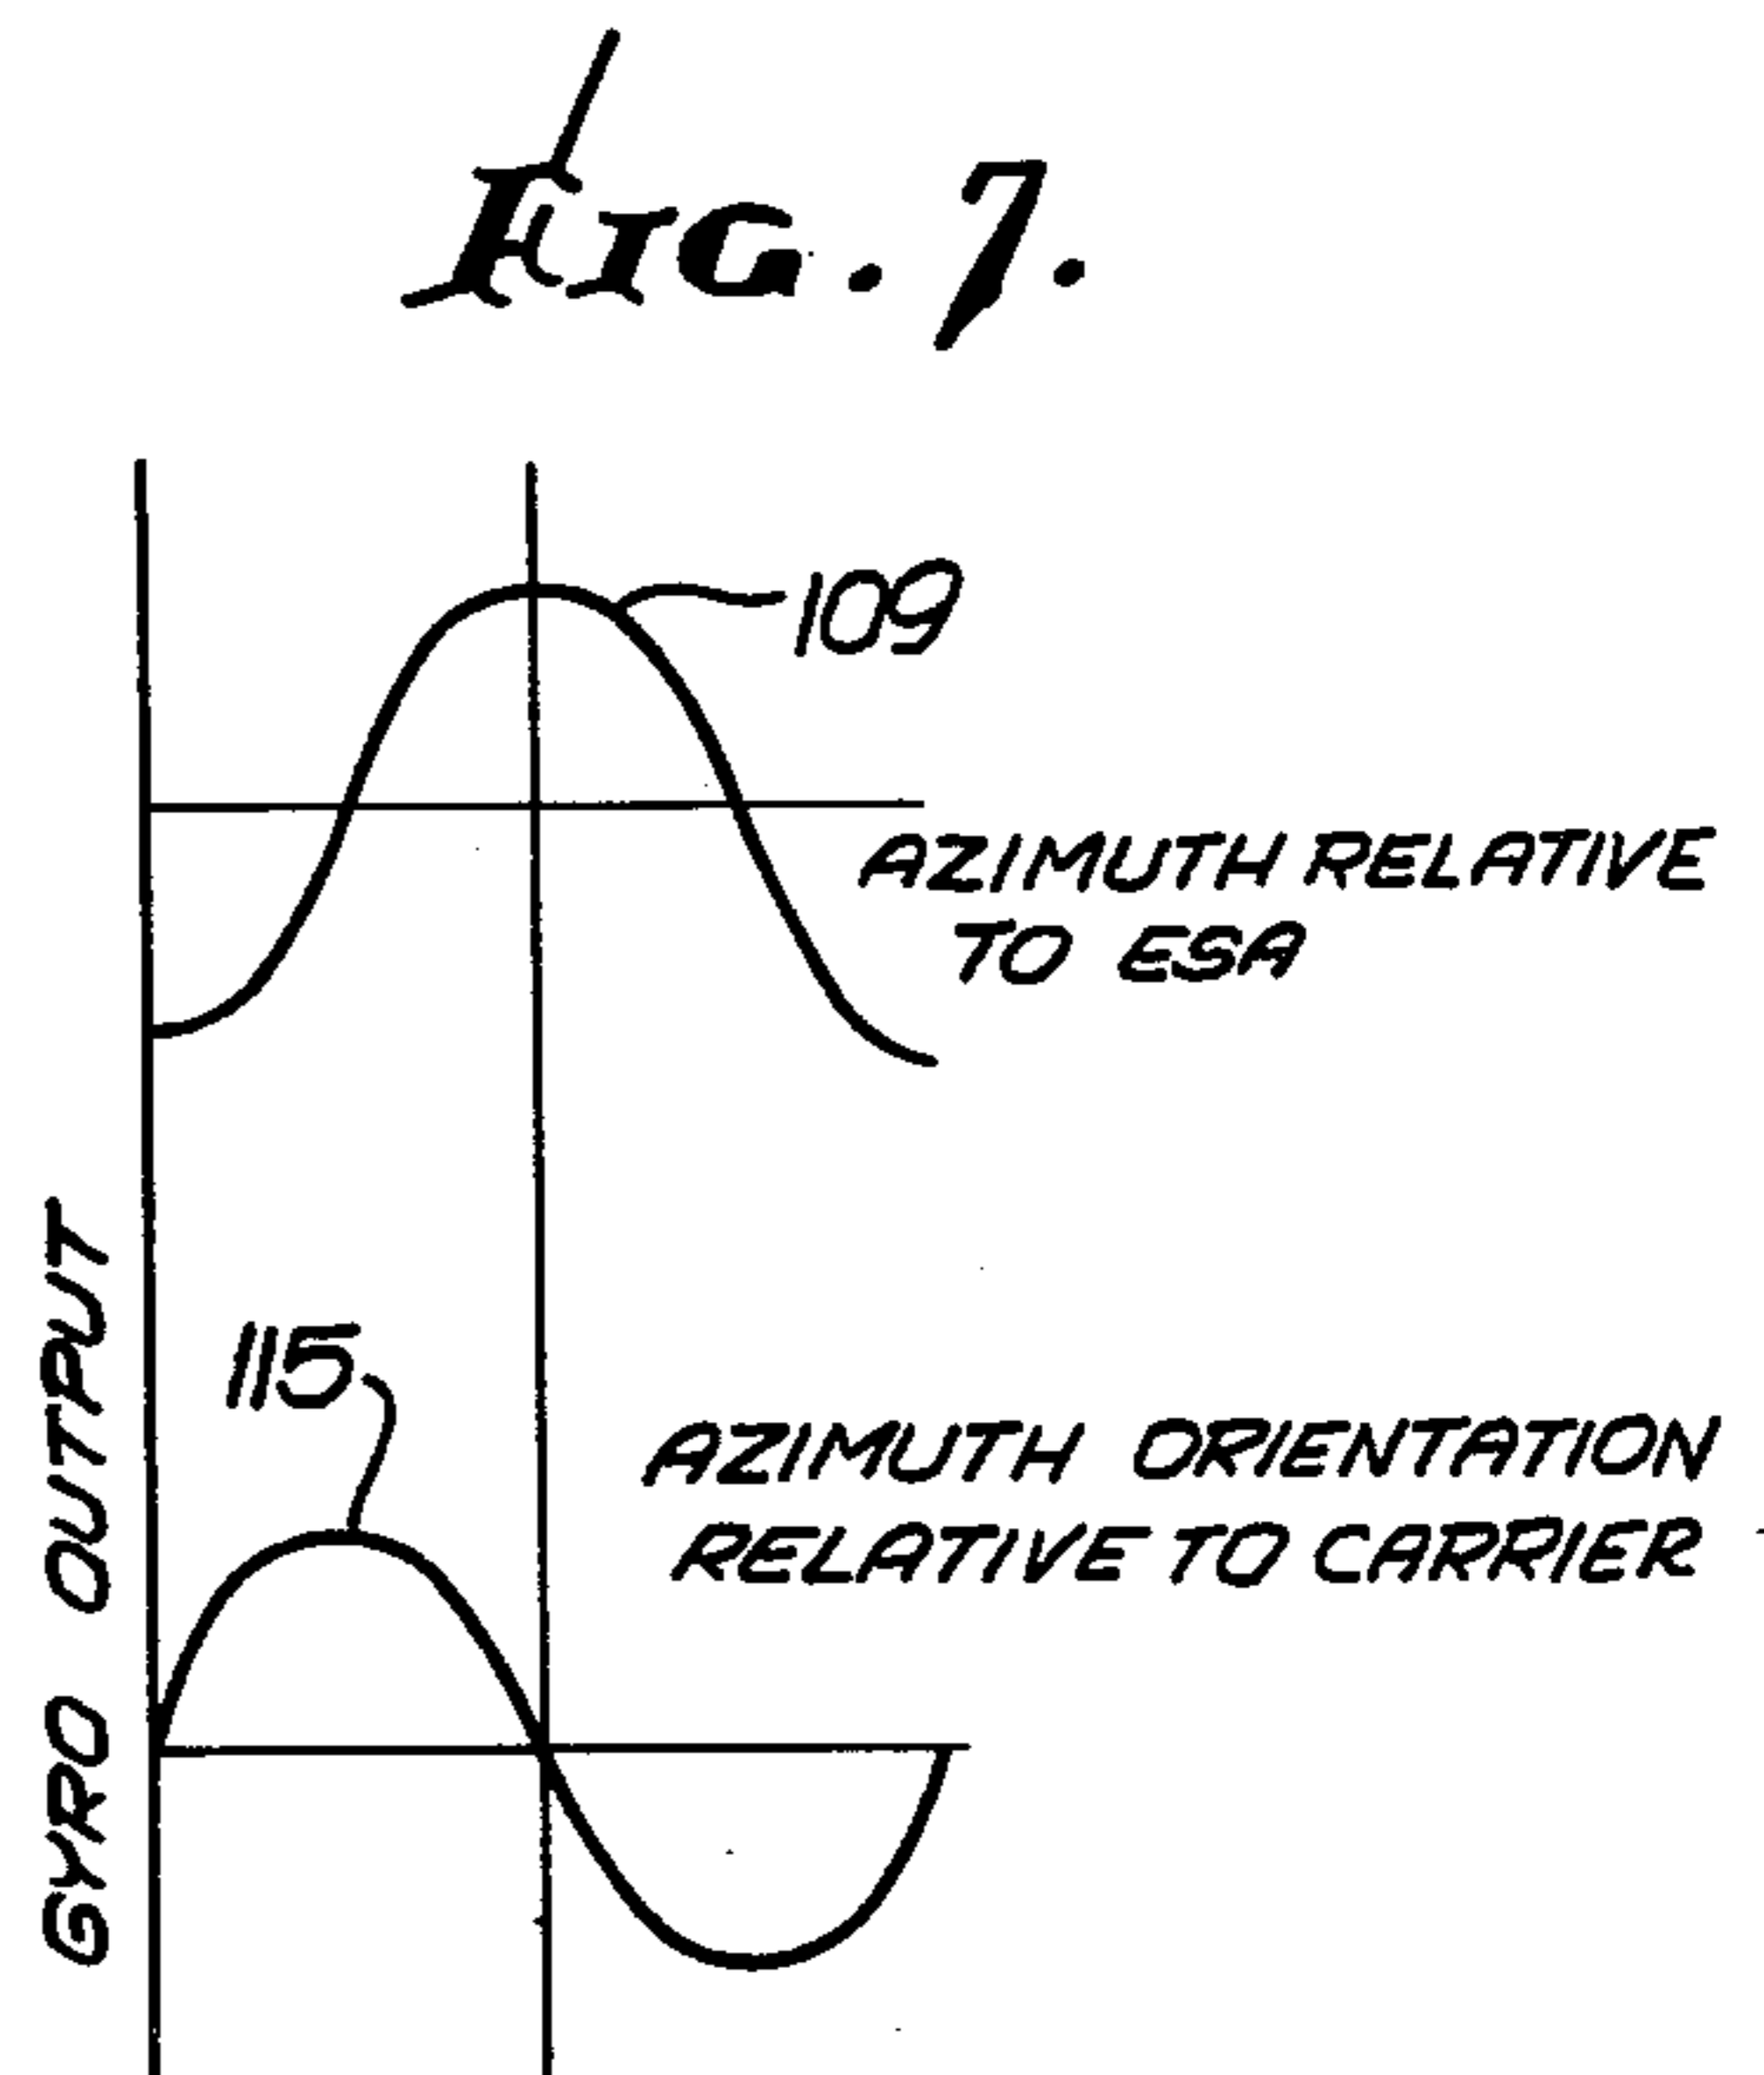 FIG. 7.
109
AZIMUTH RELATIVE
TO ESA
115
AZIMUTH ORIENTATION
RELATIVE TO CARRIER
GYRO OUTPUT